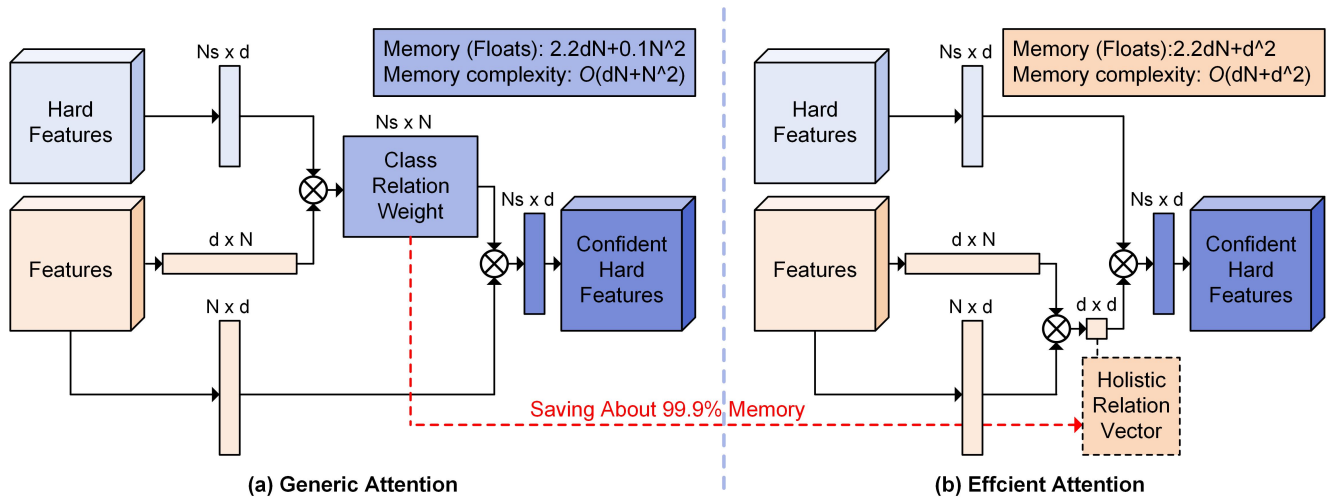 Ns x d
Memory (Floats): 2.2dN+0.1N^2
Memory complexity: O(dN+N^2)
Hard
Features
Ns x N
Class
Relation
Weight
Ns x d
Features
d x N
Confident
Hard
Features
N x d
(a) Generic Attention
Saving About 99.9% Memory
Ns x d
Memory (Floats):2.2dN+d^2
Memory complexity: O(dN+d^2)
Hard
Features
Ns x d
Features
d x N
Confident
Hard
Features
N x d
d x d
Holistic
Relation
Vector
(b) Effcient Attention